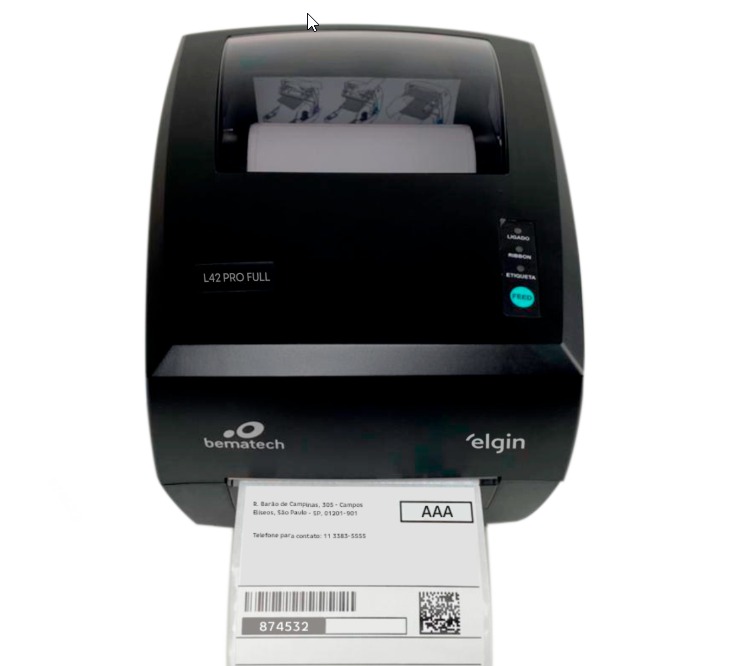 LIGADO
RIBBON
ETIQUETA
FEED
L42 PRO FULL
bematech
elgin
R. Barão de Campinas, 305 - Campos
Elíseos, São Paulo - SP, 01201-901
AAA
Telefone para contato: 11 3383-5555
874532